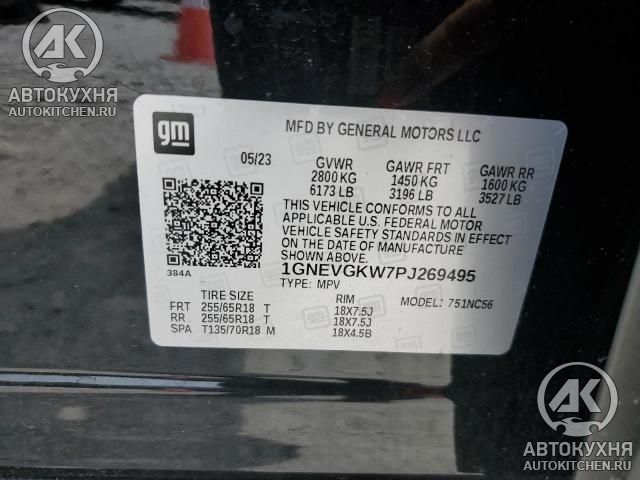 АВТОКУХНЯ
AUTOKITCHEN.RU
АВТОКУХНЯ
AUTOKITCHEN.RU
gm
MFD BY GENERAL MOTORS LLC
05/23 GVWR GAWR FRT GAWR RR
2800 KG 1450 KG 1600 KG
6173 LB 3196 LB 3527 LB
THIS VEHICLE CONFORMS TO ALL
APPLICABLE U.S. FEDERAL MOTOR
VEHICLE SAFETY STANDARDS IN EFFECT
ON THE DATE OF MANUFACTURE
SHOWN ABOVE.
384A
1GNEVGKW7PJ269495
TYPE: MPV MODEL: 751NC56
TIRE SIZE RIM
FRT 255/65R18 T 18X7.5J
RR 255/65R18 T 18X7.5J
SPA T135/70R18 M 18X4.5B
АК
АВТОКУХНЯ
AUTOKITCHEN.RU